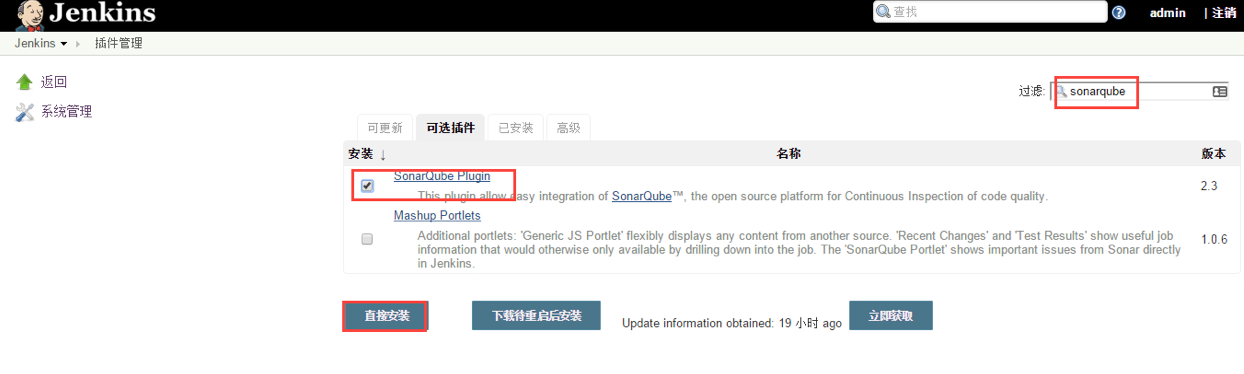 Jenkins
查找
admin
| 注销
Jenkins
插件管理
返回
系统管理
过滤:
sonarqube
可更新
可选插件
已安装
高级
安装 ↓
名称
版本
SonarQube Plugin
This plugin allow easy integration of SonarQube™, the open source platform for Continuous Inspection of code quality.
2.3
Mashup Portlets
Additional portlets: 'Generic JS Portlet' flexibly displays any content from another source. 'Recent Changes' and 'Test Results' show useful job
information that would otherwise only available by drilling down into the job. The 'SonarQube Portlet' shows important issues from Sonar directly
in Jenkins.
1.0.6
直接安装
下载待重启后安装
Update information obtained: 19 小时 ago
立即获取